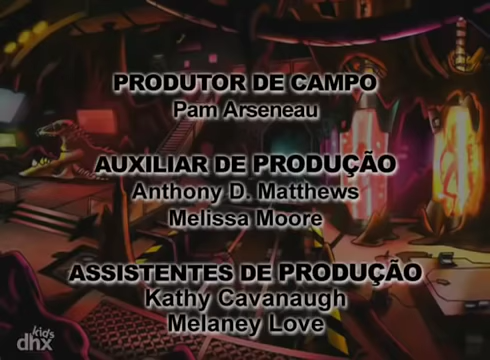 PRODUTOR DE CAMPO
Pam Arseneau
AUXILIAR DE PRODUÇÃO
Anthony D. Matthews
Melissa Moore
ASSISTENTES DE PRODUÇÃO
Kathy Cavanaugh
Melaney Love
kids
dhx